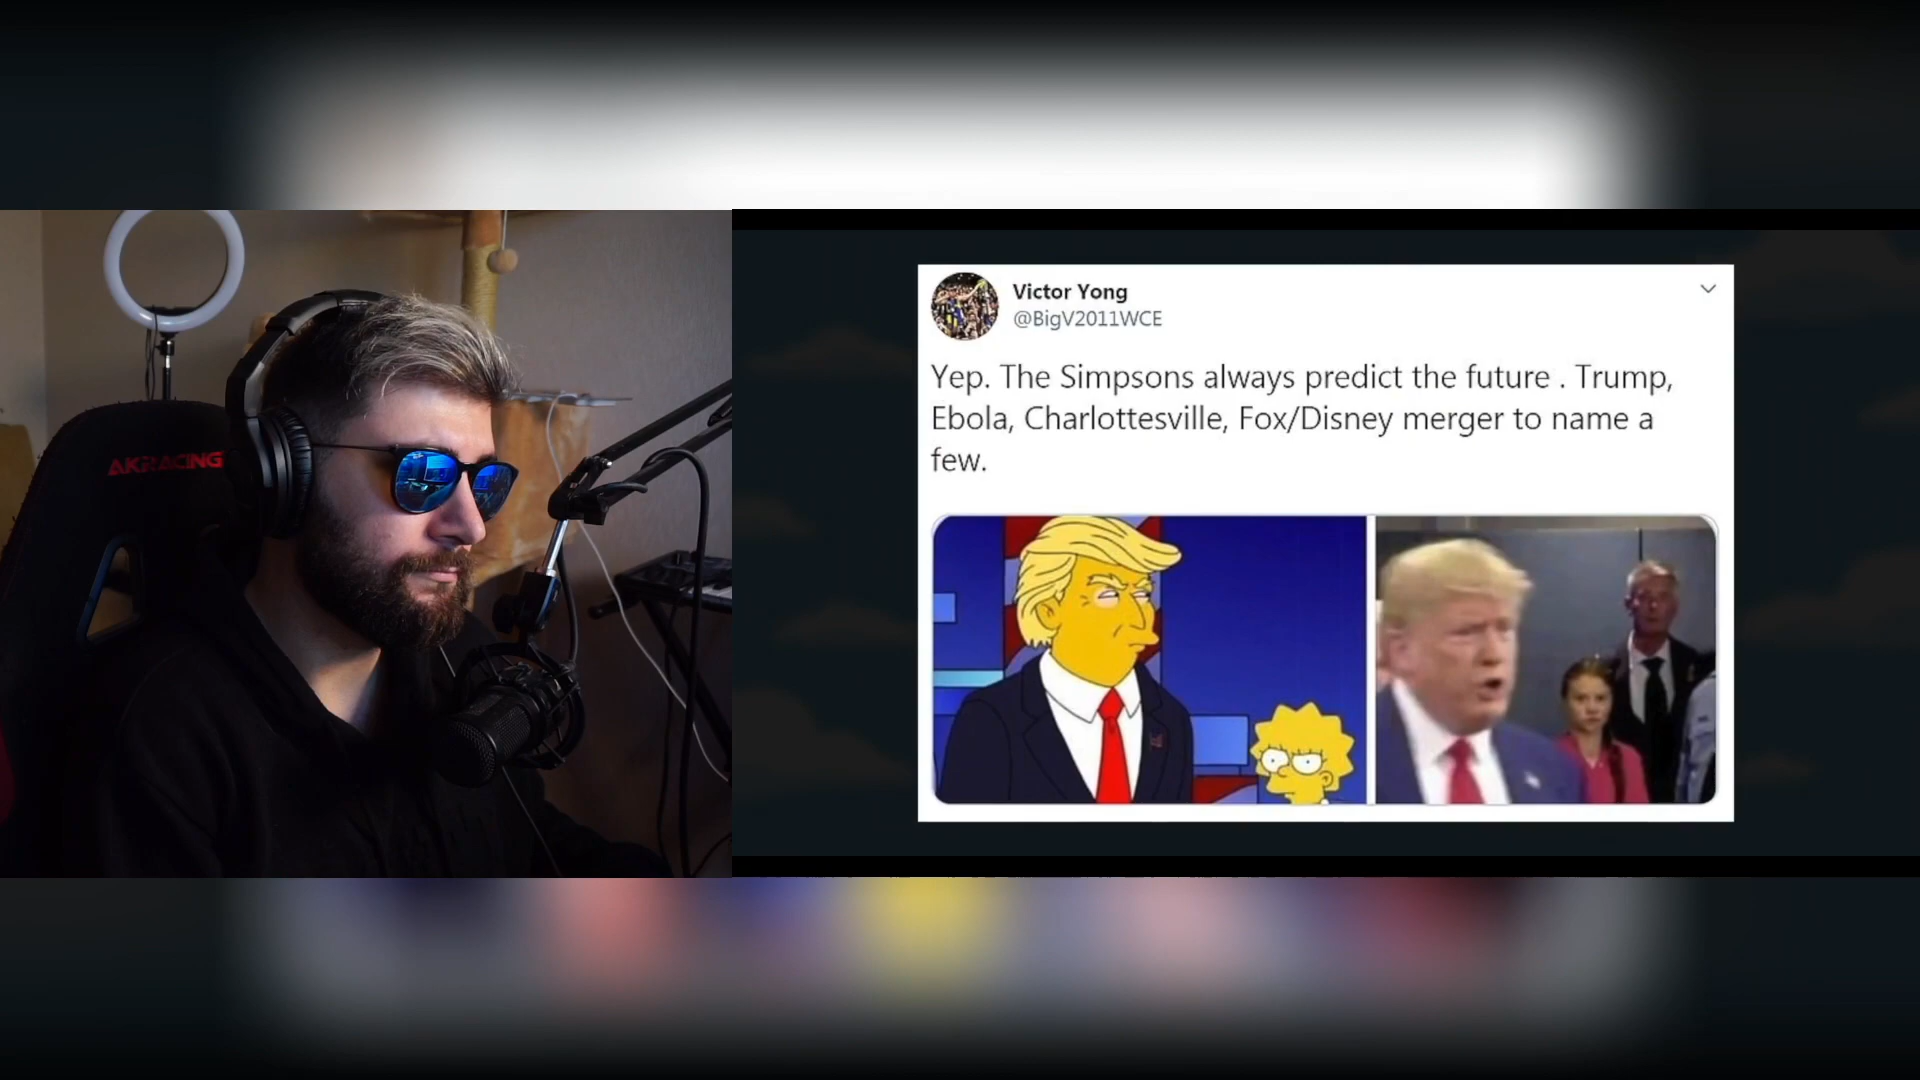 AKRACING
Victor Yong
@BigV2011WCE
Yep. The Simpsons always predict the future . Trump,
Ebola, Charlottesville, Fox/Disney merger to name a
few.